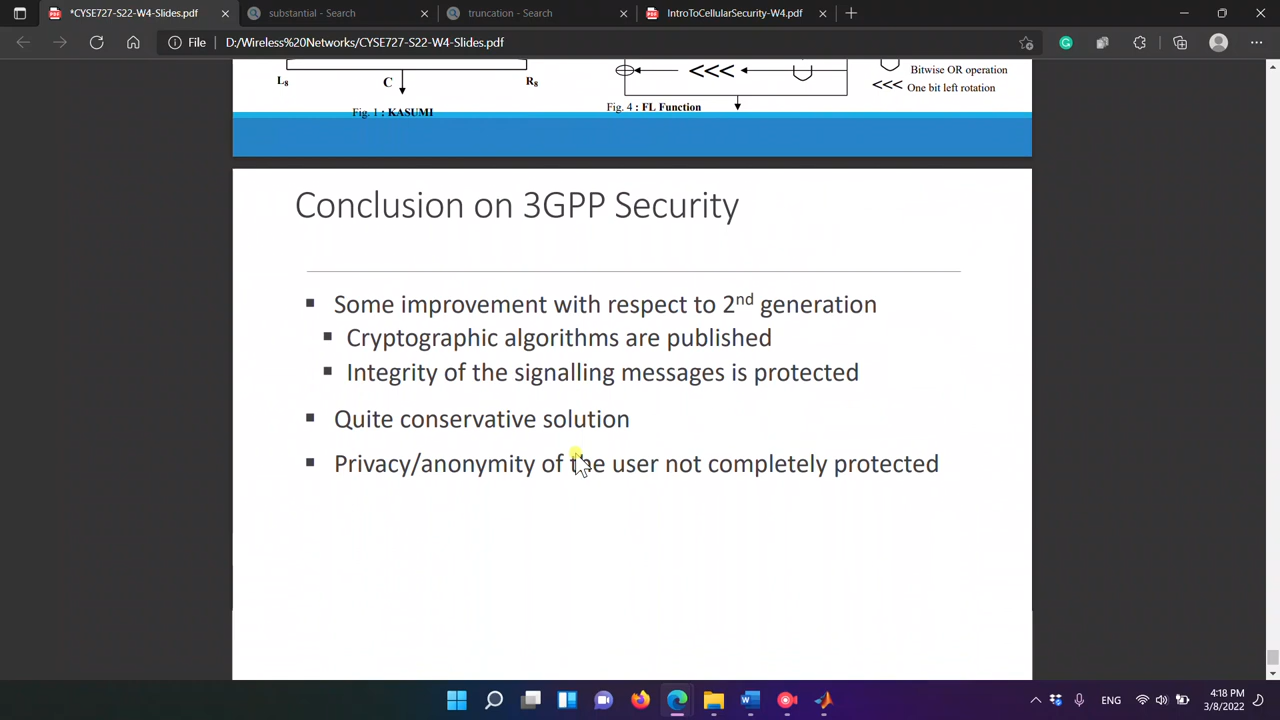 *CYSE727-S22-W4-Slides.pdf
substantial - Search
truncation - Search
IntroToCellularSecurity-W4.pdf
File
D:/Wireless%20Networks/CYSE727-S22-W4-Slides.pdf
L8
C
R8
<<<
Bitwise OR operation
<<< One bit left rotation
Fig. 1 : KASUMI
Fig. 4 : FL Function
Conclusion on 3GPP Security
Some improvement with respect to 2nd generation
Cryptographic algorithms are published
Integrity of the signalling messages is protected
Quite conservative solution
Privacy/anonymity of the user not completely protected
ENG
4:18 PM
3/8/2022